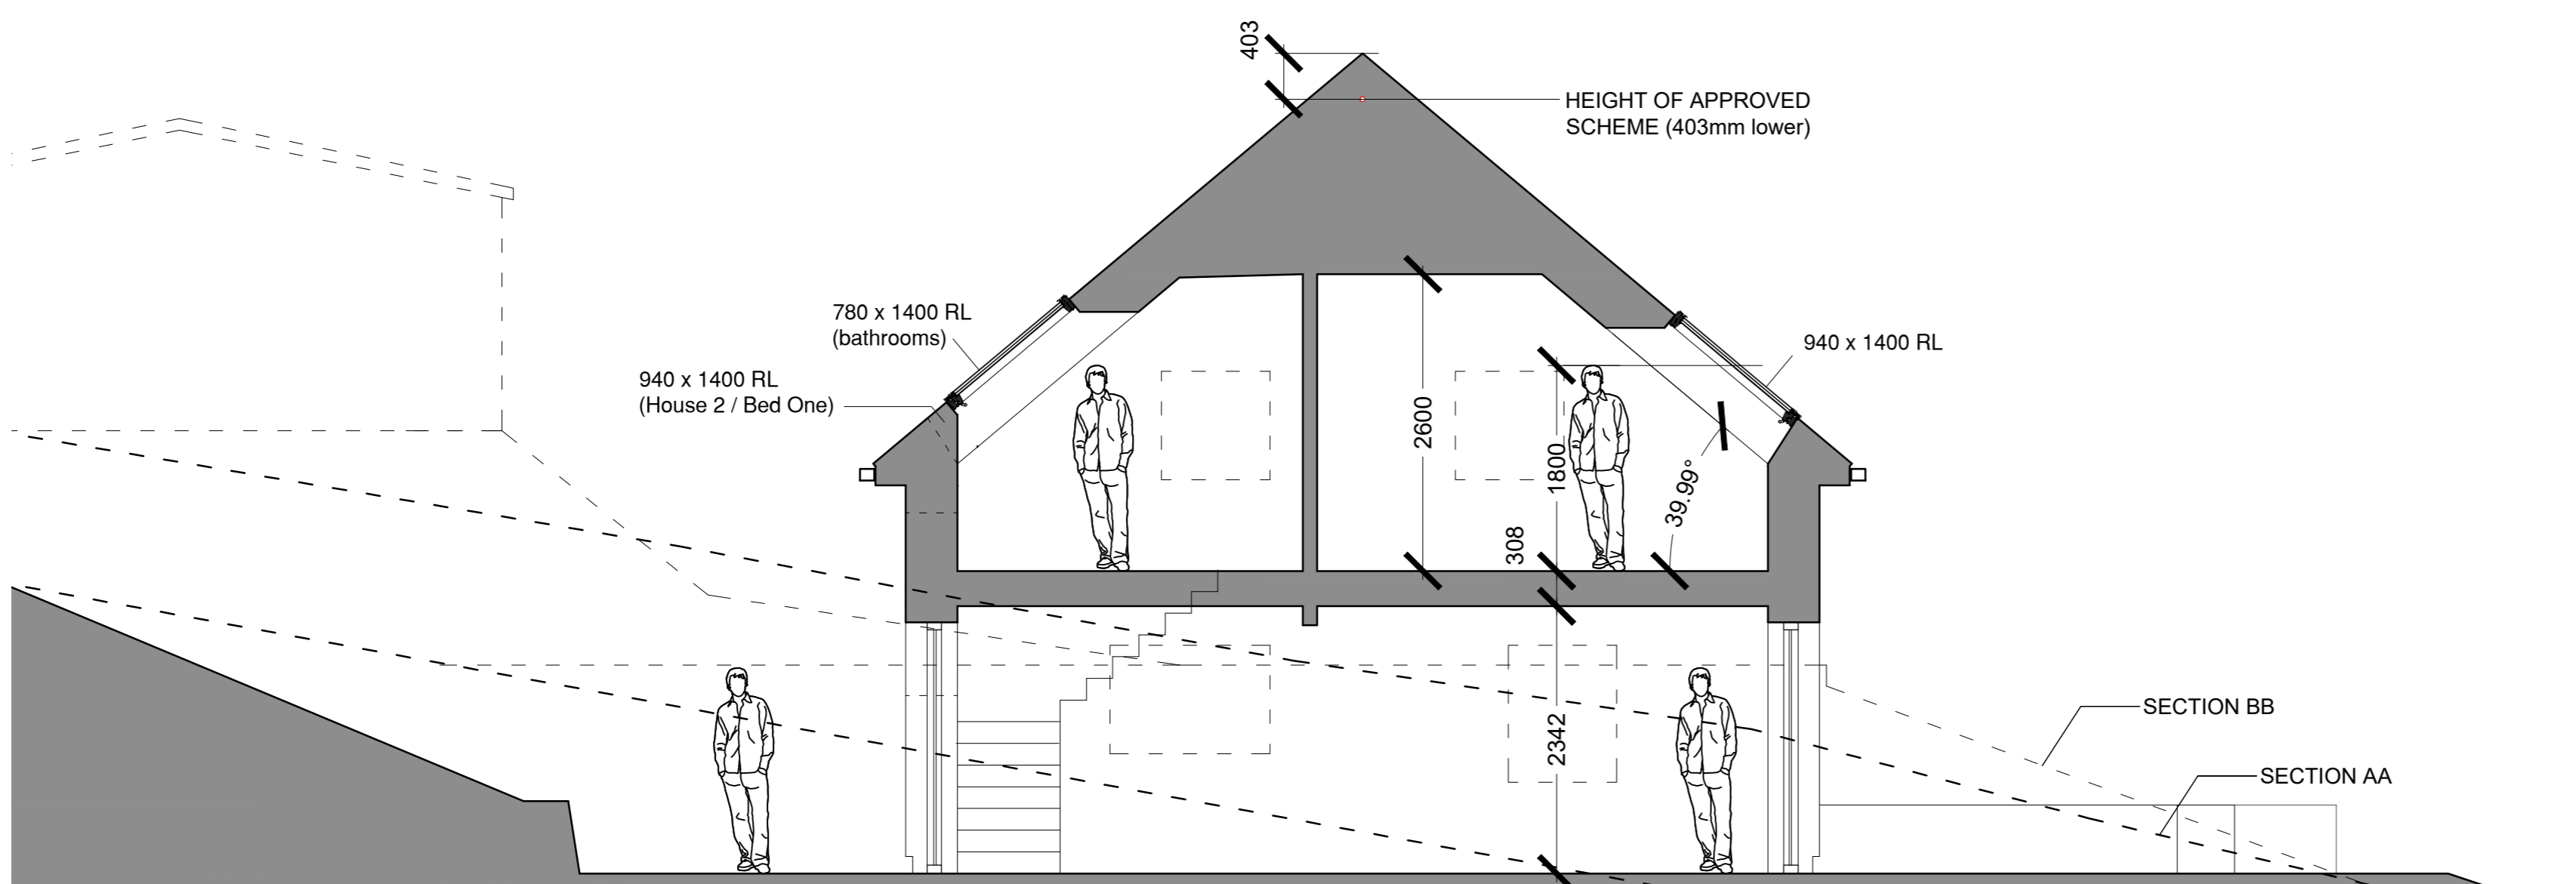 403
HEIGHT OF APPROVED
SCHEME (403mm lower)
780 x 1400 RL
(bathrooms)
940 x 1400 RL
940 x 1400 RL
(House 2 / Bed One)
2600
1800
39.99°
308
2342
SECTION BB
SECTION AA